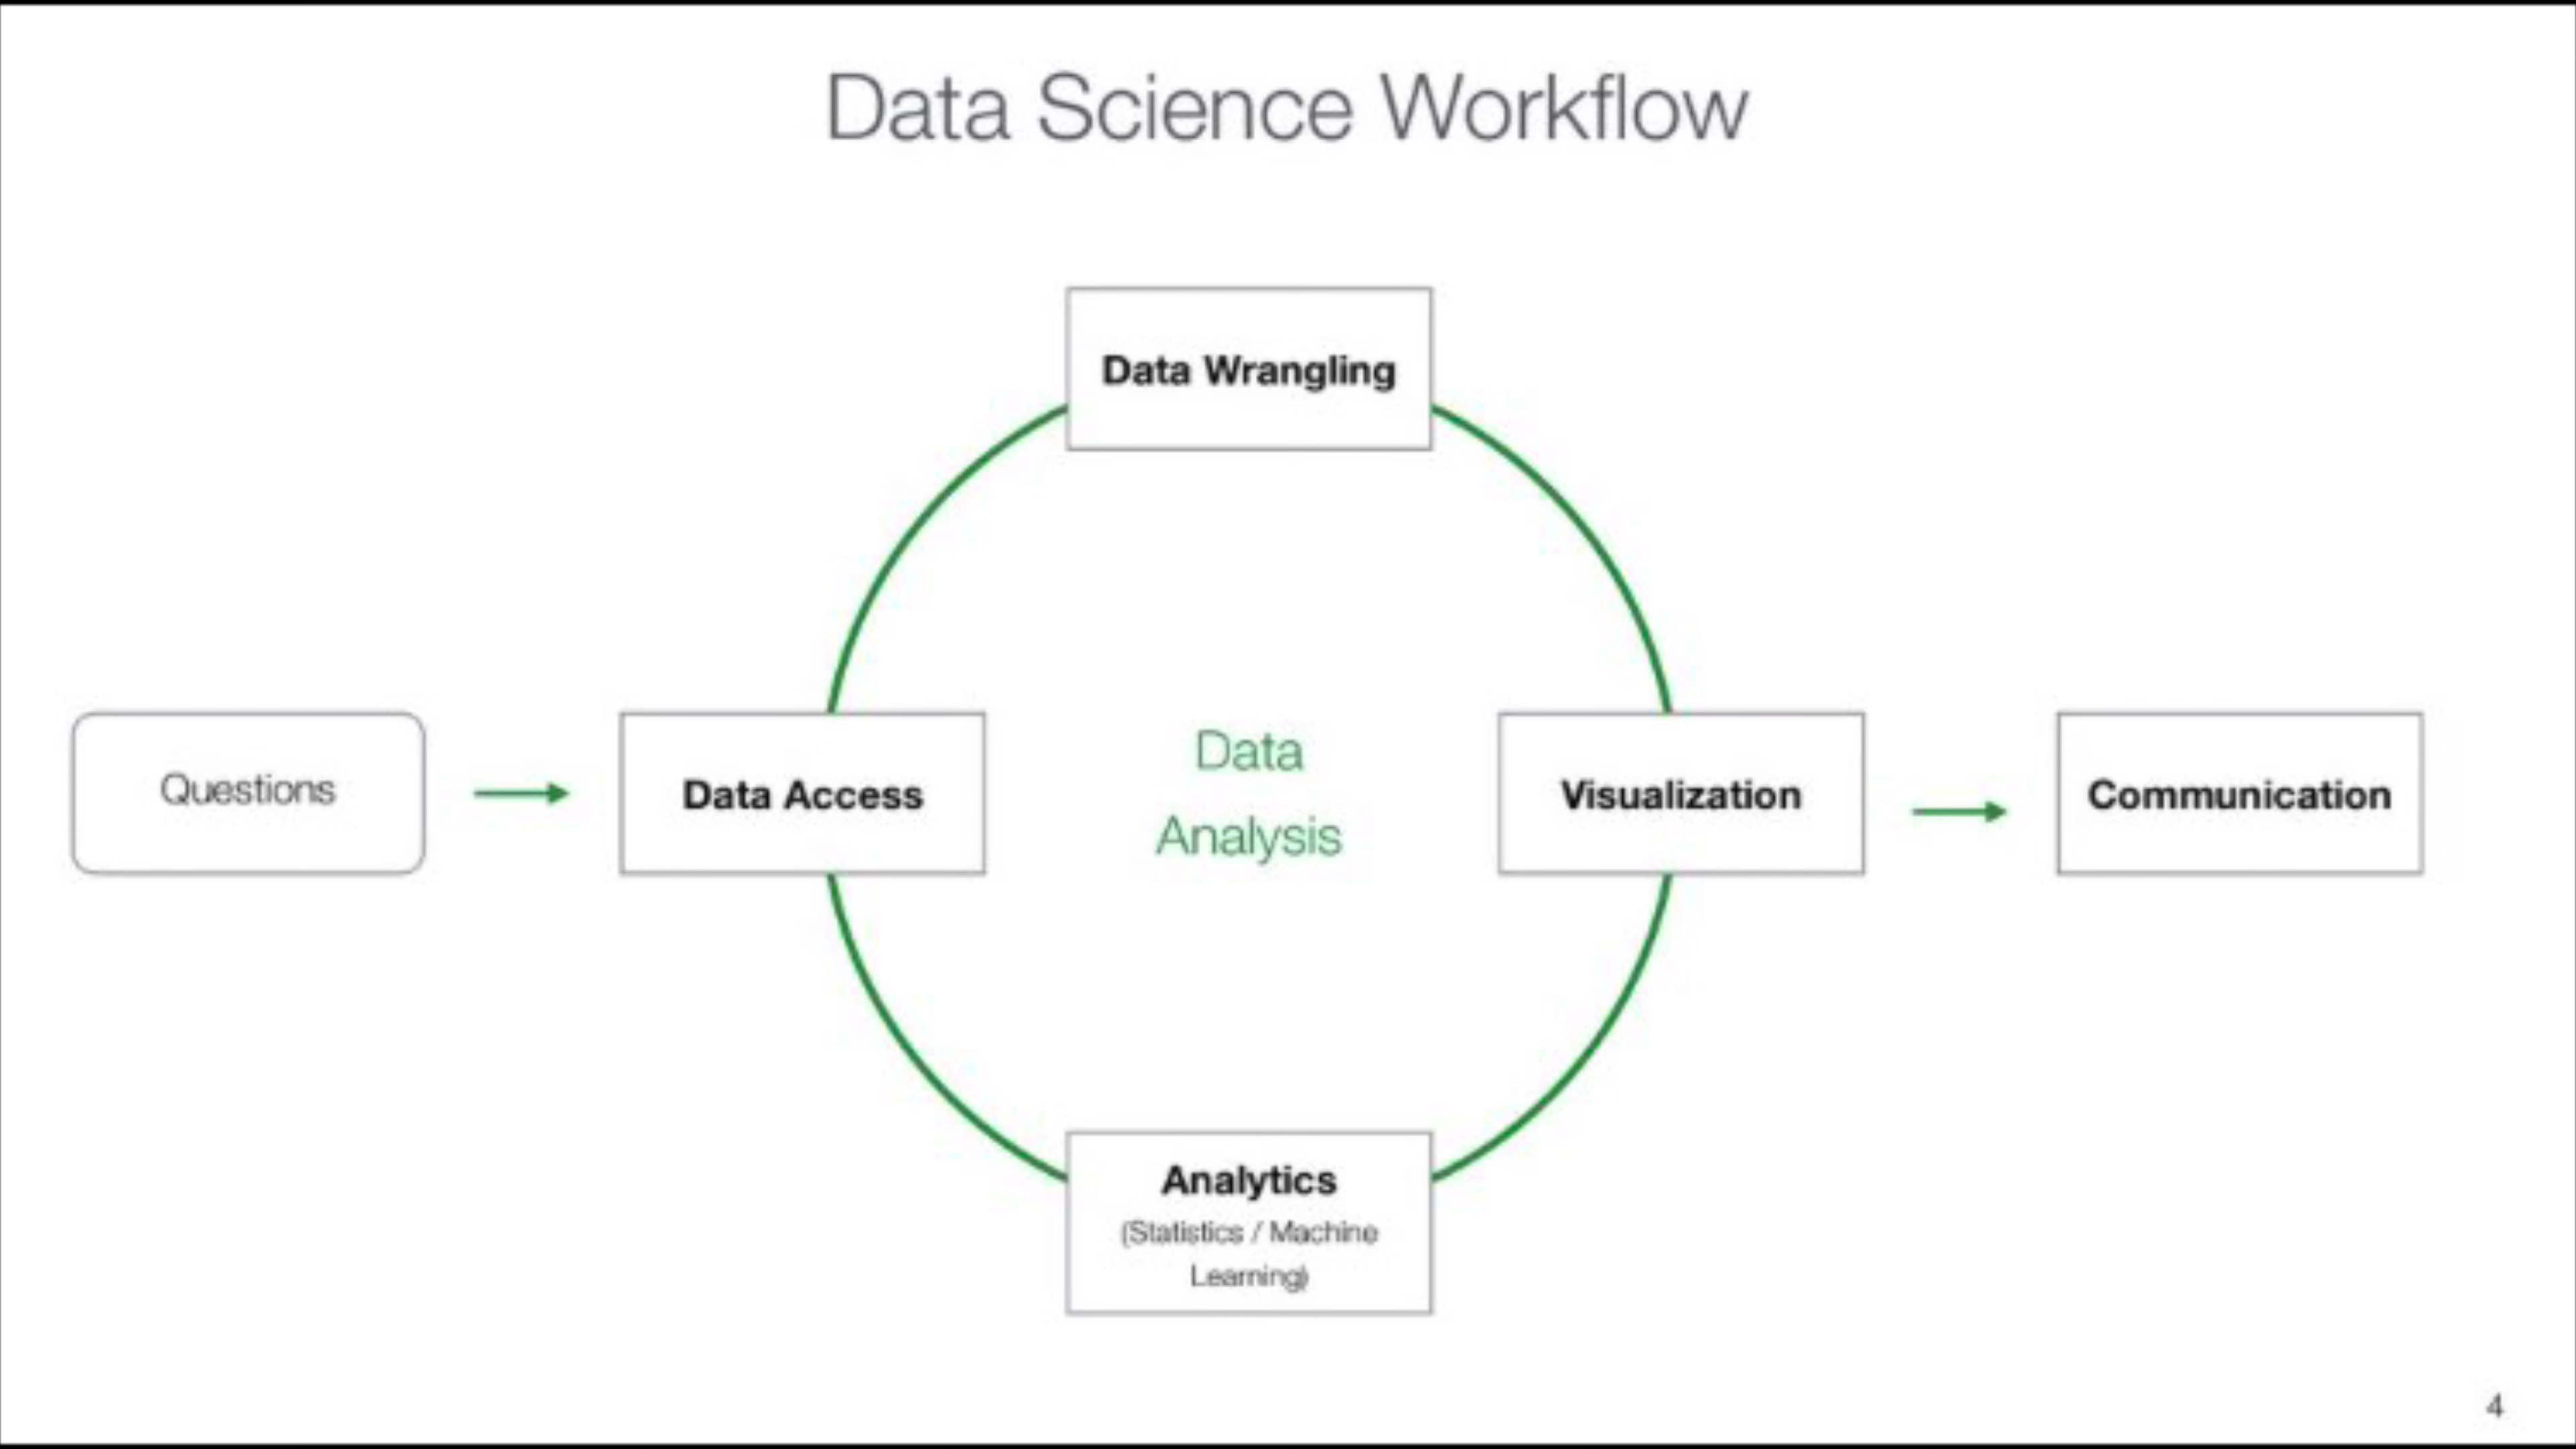 Data Science Workflow
Data Wrangling
Questions
Data Access
Data
Analysis
Visualization
Communication
Analytics
(Statistics / Machine
Learning)
4